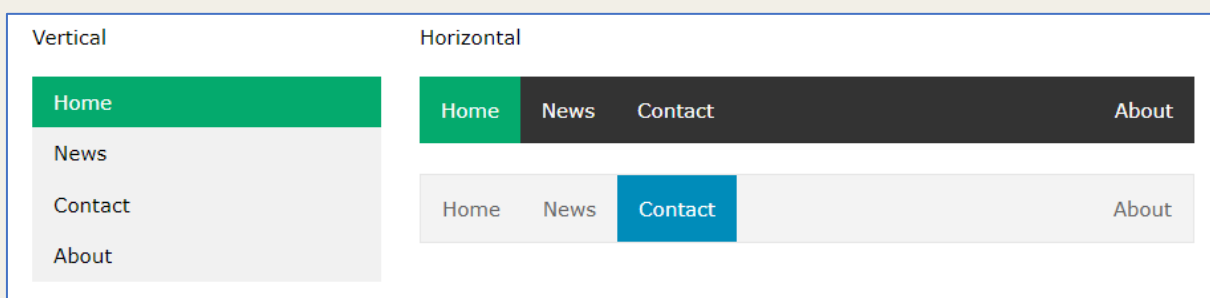 Vertical
Home
News
Contact
About
Horizontal
Home News Contact About
Home News Contact About